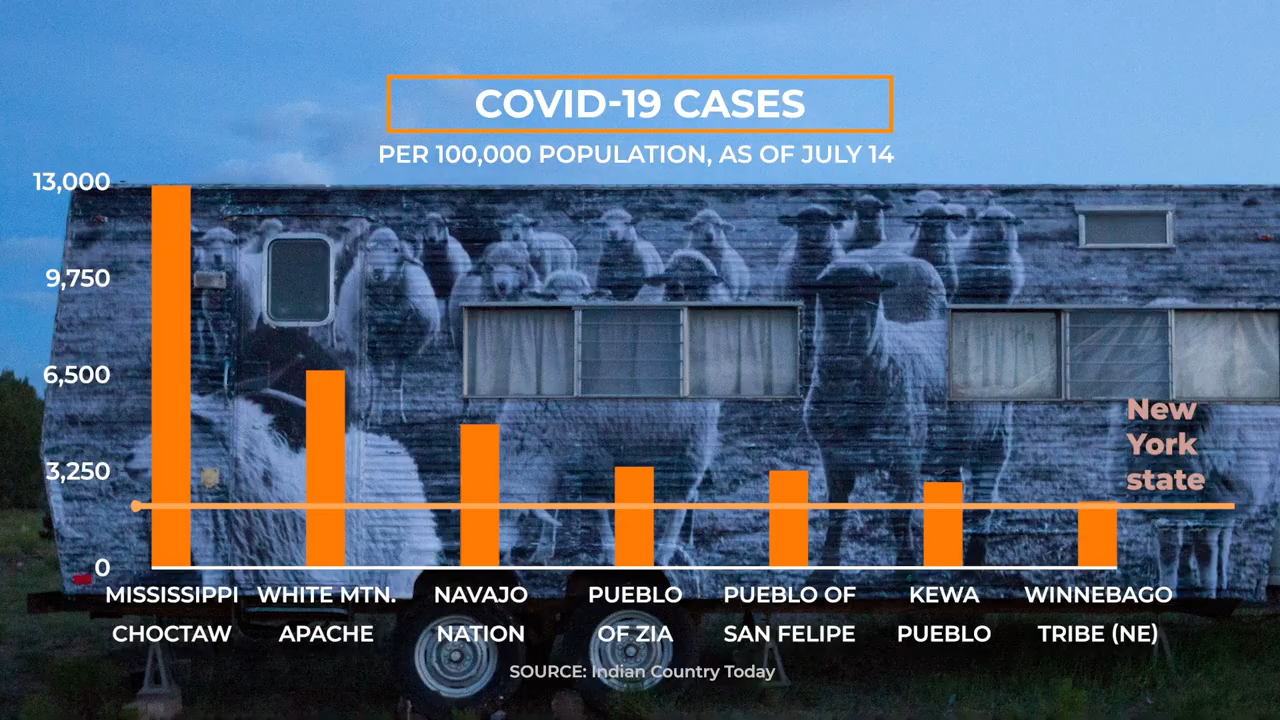 COVID-19 CASES
PER 100,000 POPULATION, AS OF JULY 14
13,000
9,750
6,500
3,250
0
New
York
state
MISSISSIPPI
CHOCTAW
WHITE MTN.
APACHE
NAVAJO
NATION
PUEBLO
OF ZIA
PUEBLO OF
SAN FELIPE
KEWA
PUEBLO
WINNEBAGO
TRIBE (NE)
SOURCE: Indian Country Today